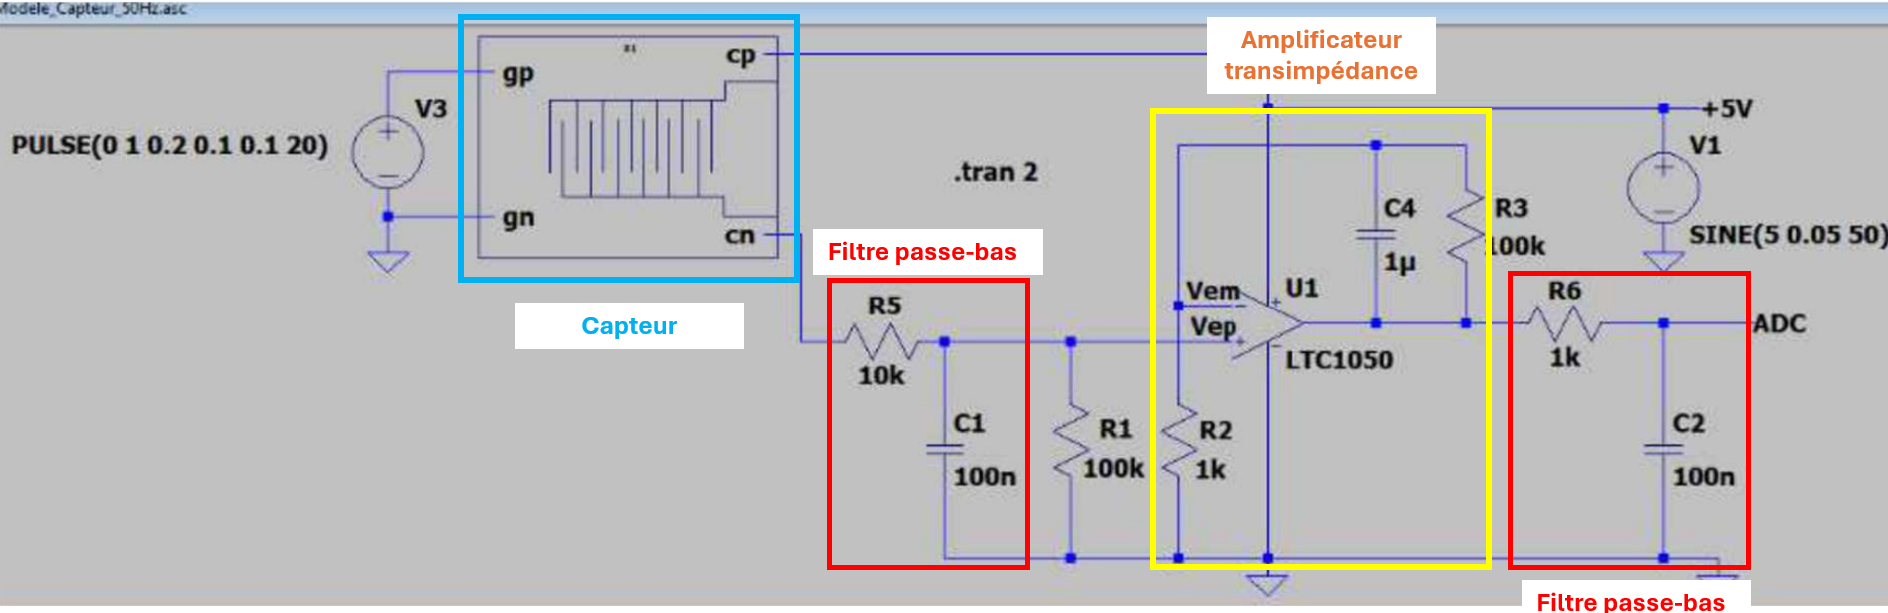 Modele_Capteur_50Hz.asc
Amplificateur
transimpédance
cp
gp
V3
+5V
PULSE(0 1 0.2 0.1 0.1 20)
V1
.tran 2
gn
cn
C4
R3
100k
1µ
SINE(5 0.05 50)
Filtre passe-bas
Capteur
R5
10k
Vem
U1
Vep
LTC1050
R6
1k
ADC
C1
100n
R1
100k
R2
1k
C2
100n
Filtre passe-bas